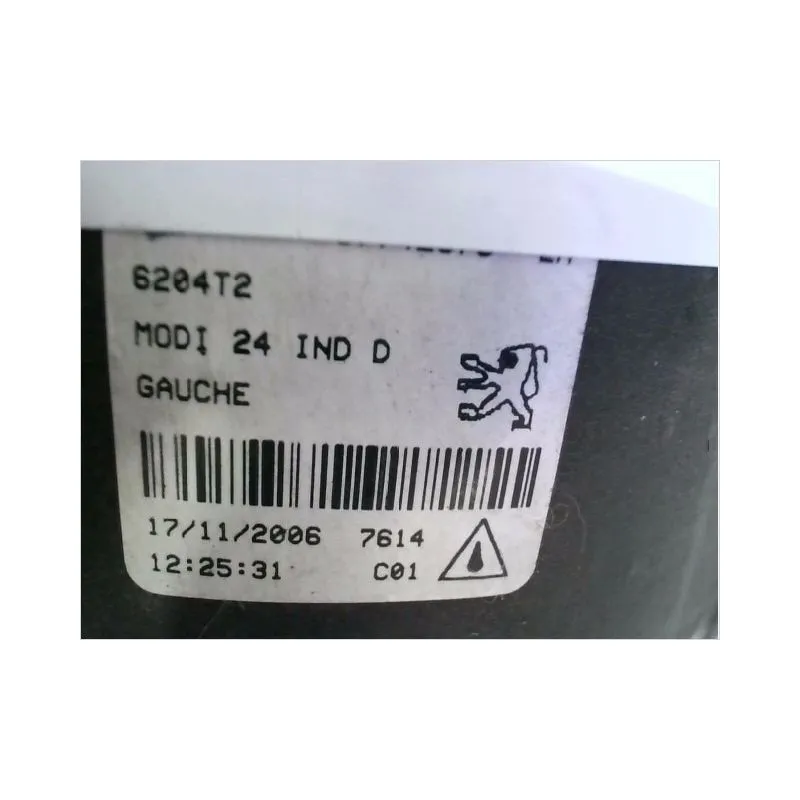 6204T2
MODI 24 IND D
GAUCHE
17/11/2006 7614
12:25:31 C01